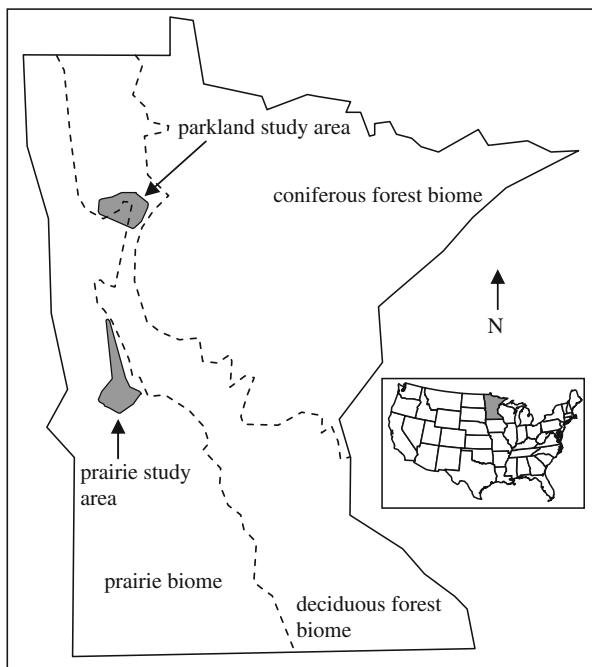 parkland study area
coniferous forest biome
N
prairie study
area
prairie biome
deciduous forest
biome